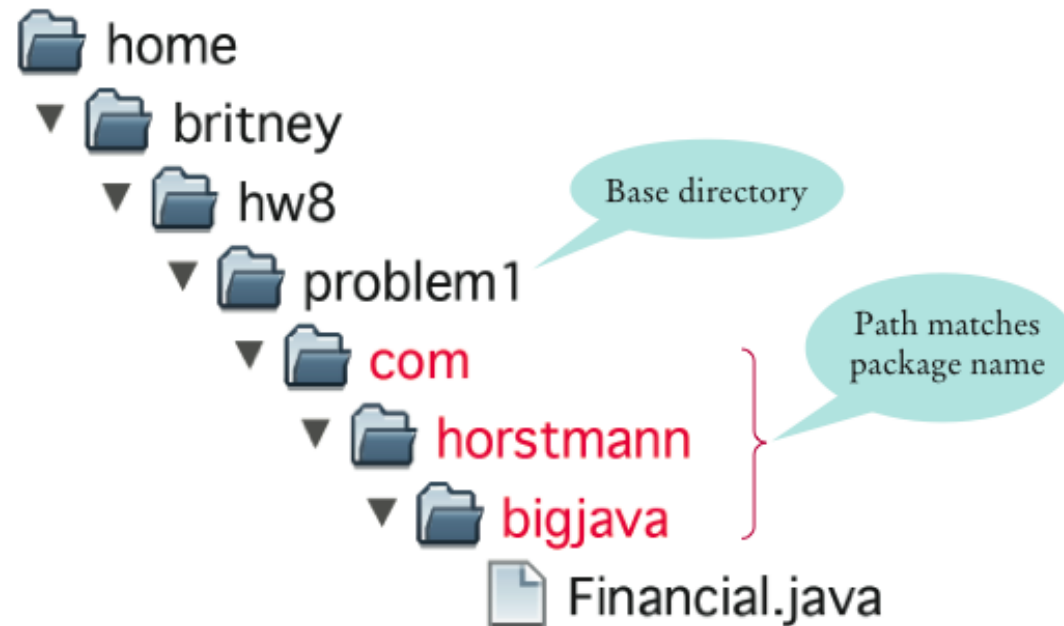 home
britney
hw8
Base directory
problem1
Path matches
package name
com
horstmann
bigjava
Financial.java